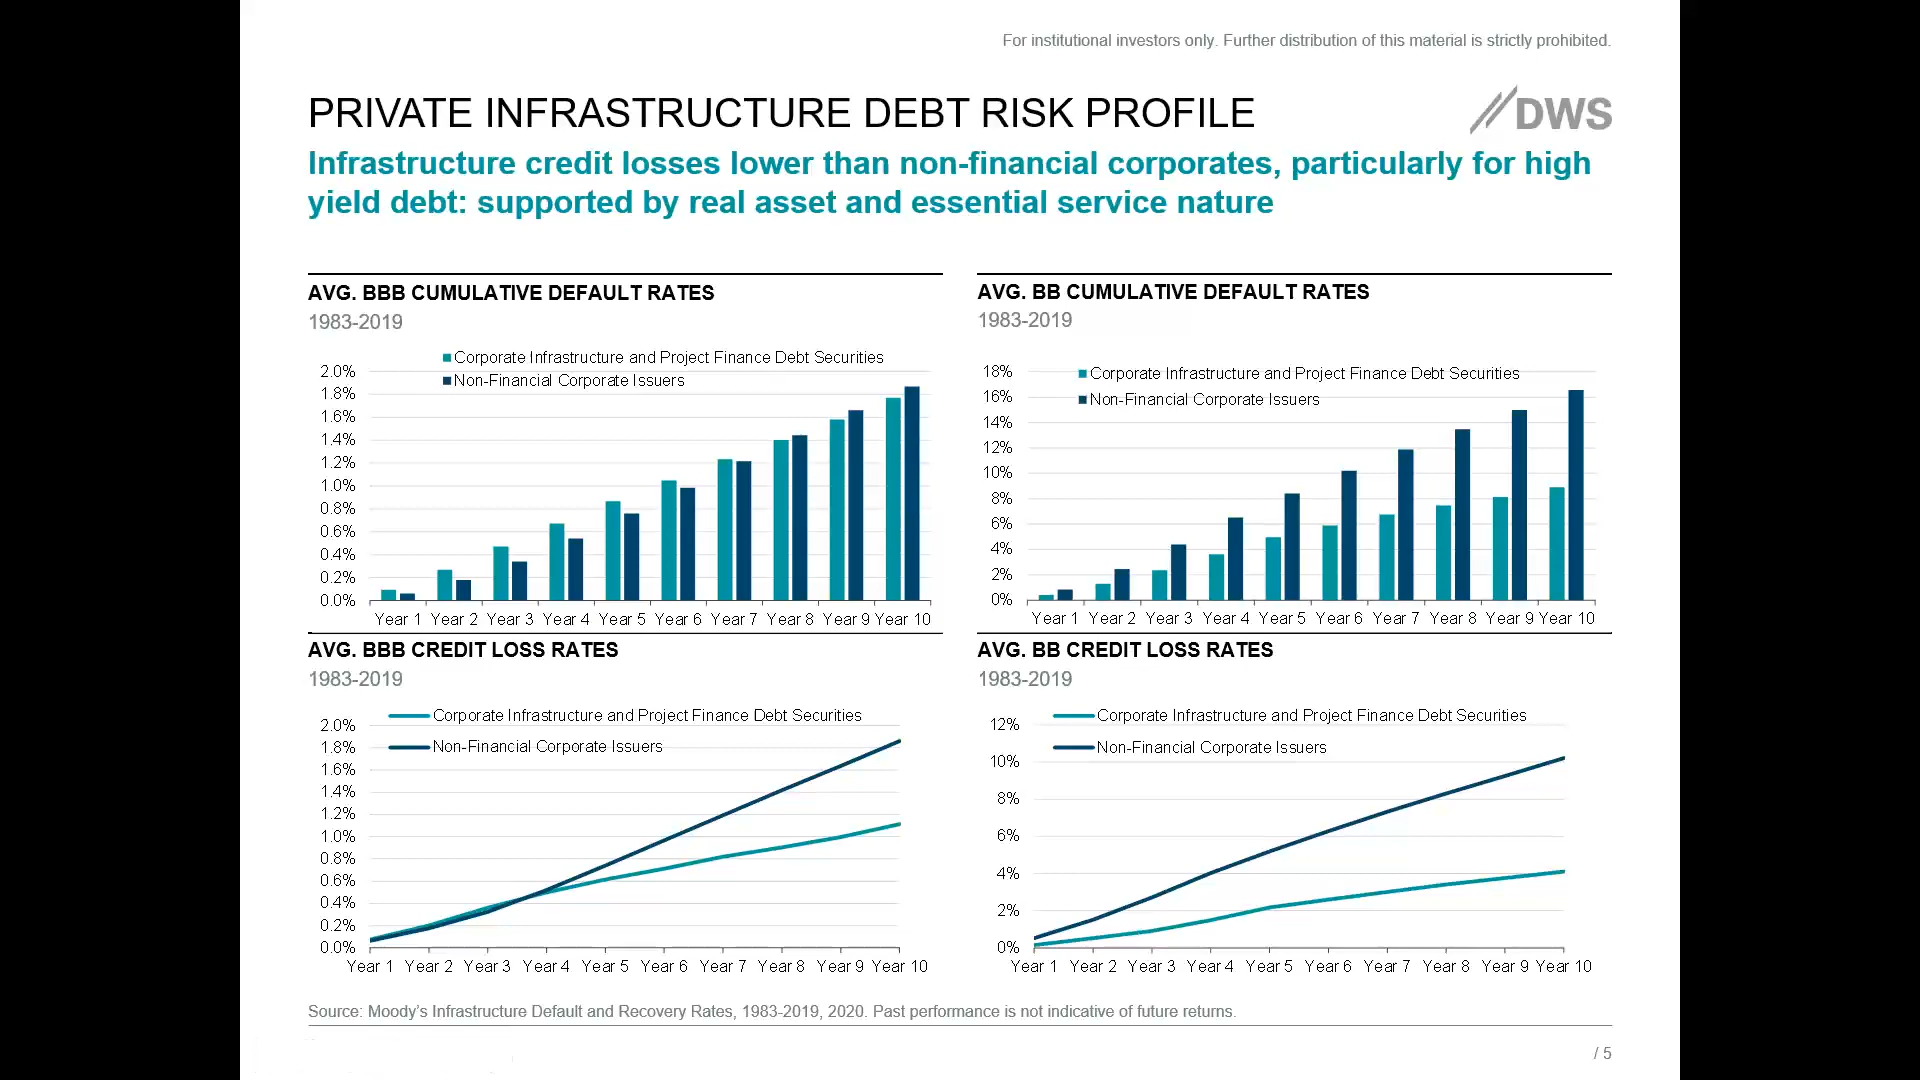 For institutional investors only. Further distribution of this material is strictly prohibited.
PRIVATE INFRASTRUCTURE DEBT RISK PROFILE
DWS
Infrastructure credit losses lower than non-financial corporates, particularly for high
yield debt: supported by real asset and essential service nature
AVG. BBB CUMULATIVE DEFAULT RATES
1983-2019
Corporate Infrastructure and Project Finance Debt Securities
Non-Financial Corporate Issuers
2.0%
1.8%
1.6%
1.4%
1.2%
1.0%
0.8%
0.6%
0.4%
0.2%
0.0%
Year 1 Year 2 Year 3 Year 4 Year 5 Year 6 Year 7 Year 8 Year 9 Year 10
AVG. BB CUMULATIVE DEFAULT RATES
1983-2019
Corporate Infrastructure and Project Finance Debt Securities
Non-Financial Corporate Issuers
18%
16%
14%
12%
10%
8%
6%
4%
2%
0%
Year 1 Year 2 Year 3 Year 4 Year 5 Year 6 Year 7 Year 8 Year 9 Year 10
AVG. BBB CREDIT LOSS RATES
1983-2019
Corporate Infrastructure and Project Finance Debt Securities
Non-Financial Corporate Issuers
2.0%
1.8%
1.6%
1.4%
1.2%
1.0%
0.8%
0.6%
0.4%
0.2%
0.0%
Year 1 Year 2 Year 3 Year 4 Year 5 Year 6 Year 7 Year 8 Year 9 Year 10
AVG. BB CREDIT LOSS RATES
1983-2019
Corporate Infrastructure and Project Finance Debt Securities
Non-Financial Corporate Issuers
12%
10%
8%
6%
4%
2%
0%
Year 1 Year 2 Year 3 Year 4 Year 5 Year 6 Year 7 Year 8 Year 9 Year 10
Source: Moody's Infrastructure Default and Recovery Rates, 1983-2019, 2020. Past performance is not indicative of future returns.
/ 5